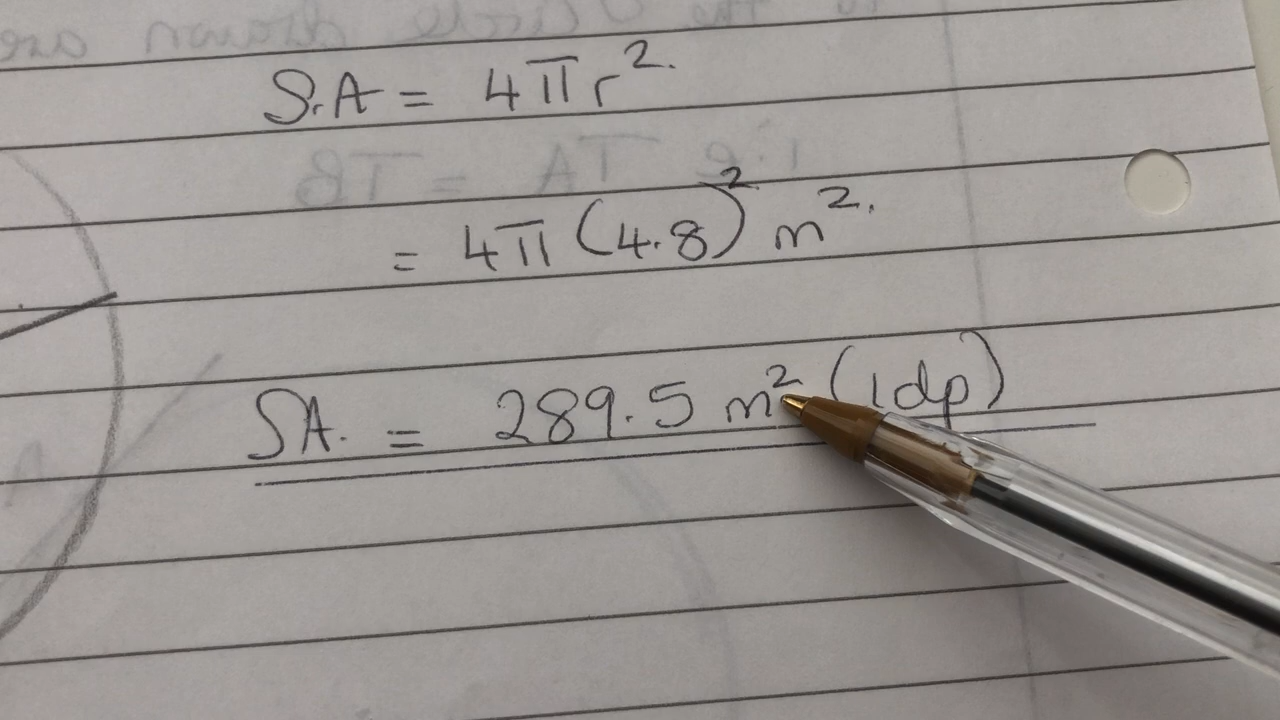 S.A = 4πr².
= 4π(4.8)² m².
SA. = 289.5 m² (1dp)